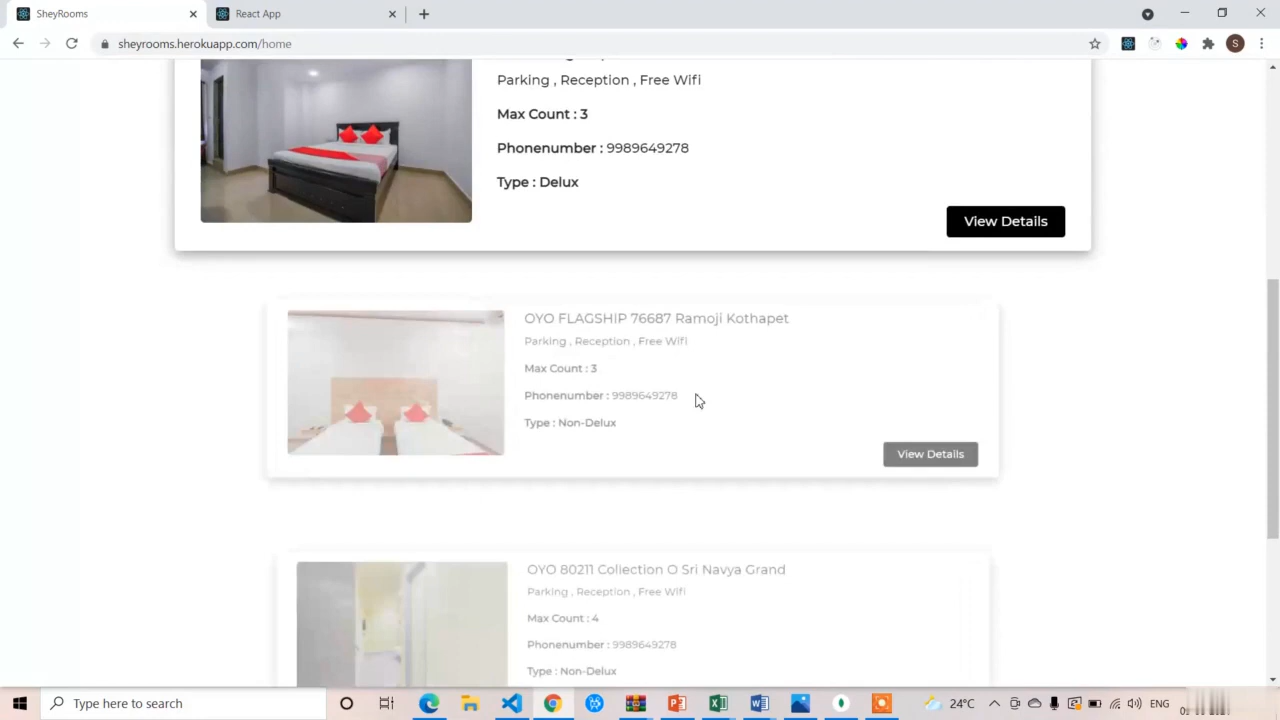 SheyRooms
React App
sheyrooms.herokuapp.com/home
S
Parking , Reception , Free Wifi
Max Count : 3
Phonenumber : 9989649278
Type : Delux
View Details
OYO FLAGSHIP 76687 Ramoji Kothapet
Parking , Reception , Free Wifi
Max Count : 3
Phonenumber : 9989649278
Type : Non-Delux
View Details
OYO 80211 Collection O Sri Navya Grand
Parking , Reception , Free Wifi
Max Count : 4
Phonenumber : 9989649278
Type : Non-Delux
Type here to search
24°C
ENG